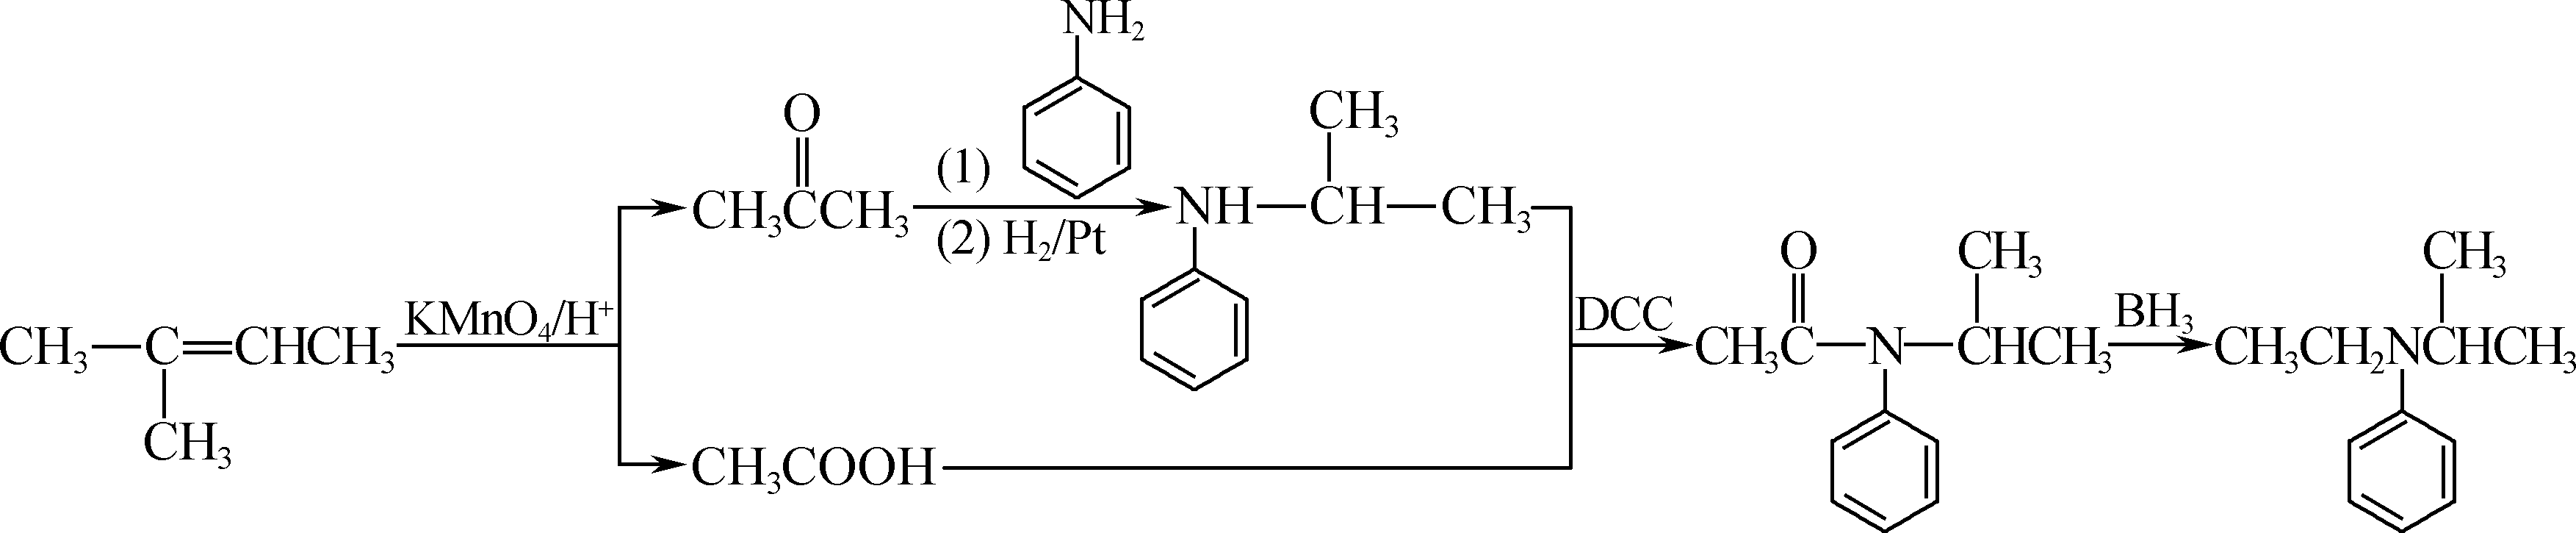 NH₂
O
CH₃CCH₃
(1)
(2) H₂/Pt
CH₃
NH—CH—CH₃
CH₃—C=CHCH₃
CH₃
KMnO₄/H⁺
CH₃COOH
DCC
O
CH₃
CH₃C—N—CHCH₃
BH₃
CH₃
CH₃CH₂NCHCH₃